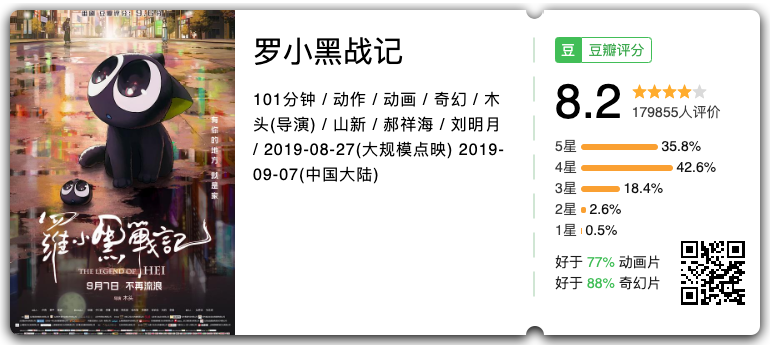 有你的地方 就是家
羅小黑戰記
THE LEGEND OF HEI
9月7日 不再流浪
导演 木头
罗小黑战记
101分钟 / 动作 / 动画 / 奇幻 / 木
头(导演) / 山新 / 郝祥海 / 刘明月
/ 2019-08-27(大规模点映) 2019-
09-07(中国大陆)
豆 豆瓣评分
8.2
179855人评价
5星 35.8%
4星 42.6%
3星 18.4%
2星 2.6%
1星 0.5%
好于 77% 动画片
好于 88% 奇幻片